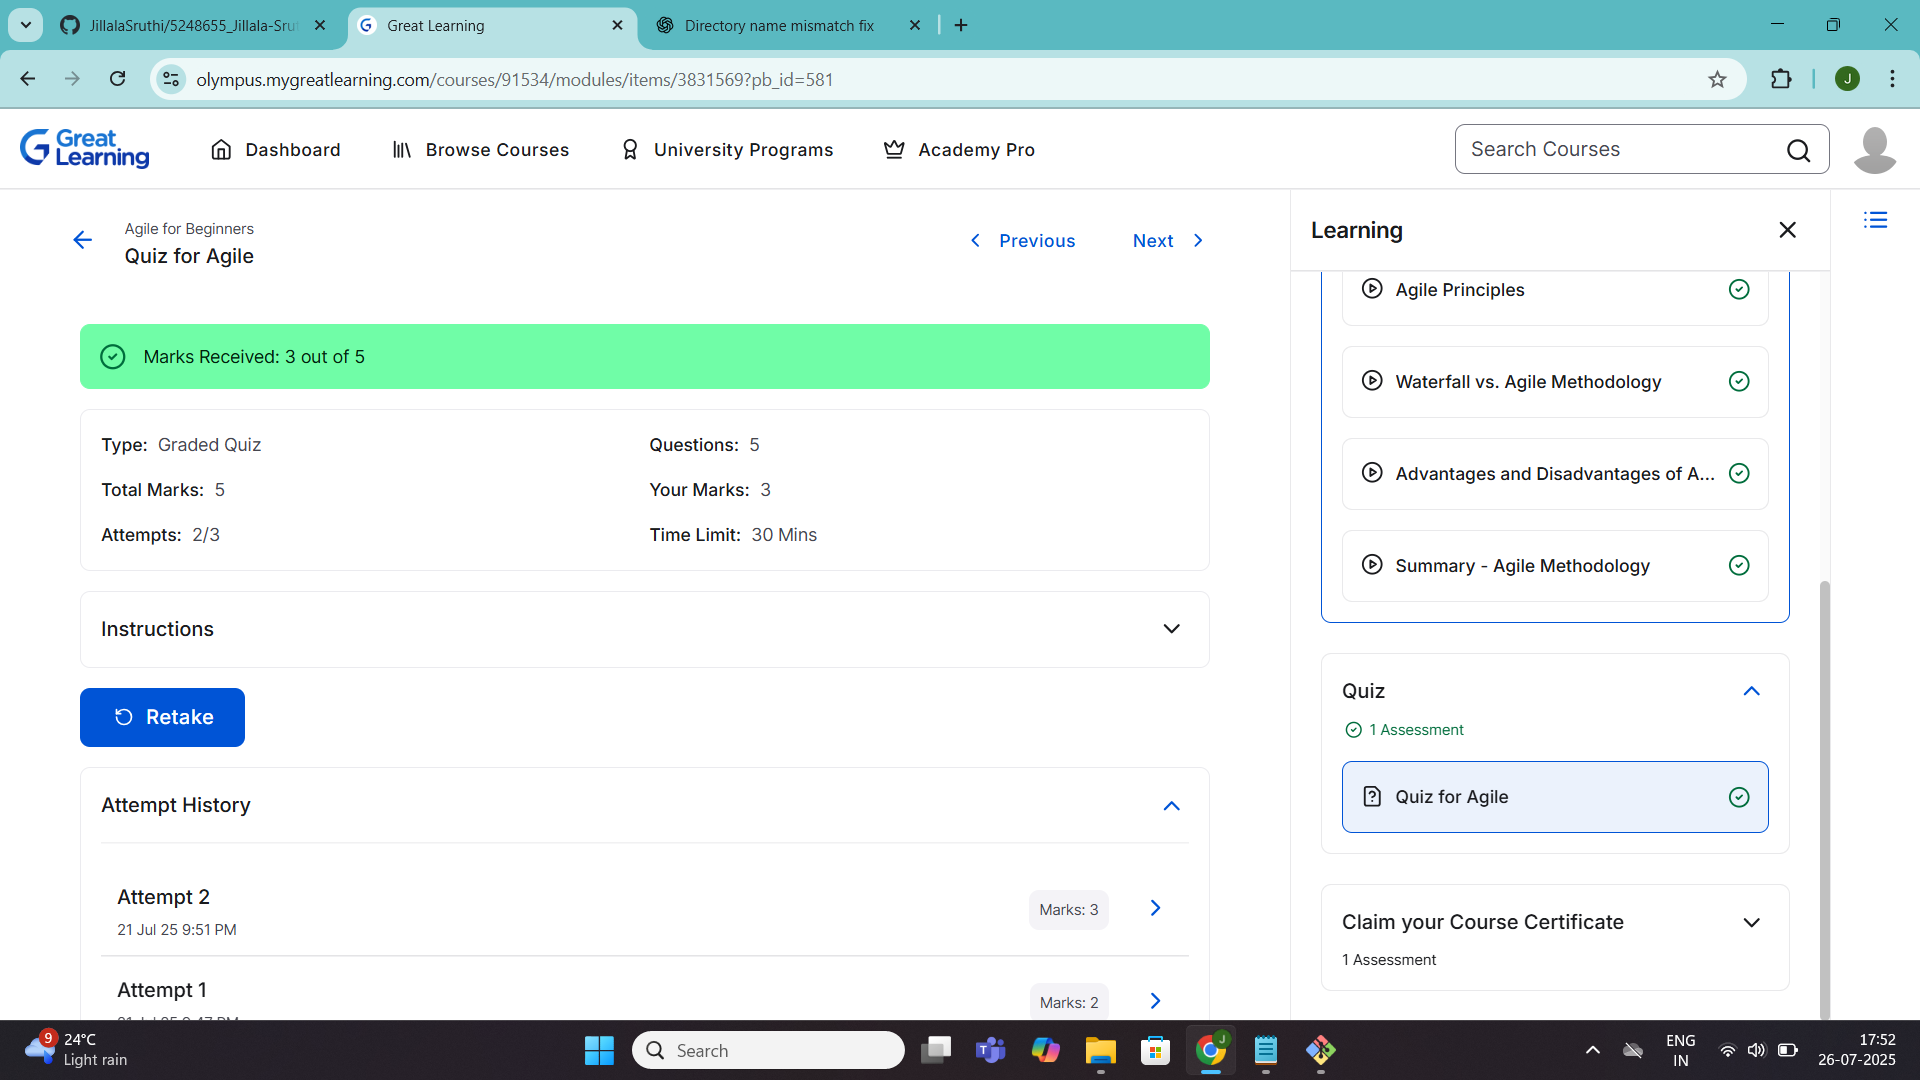 JillalaSruthi/5248655_Jillala-Sru
Great Learning
Directory name mismatch fix
olympus.mygreatlearning.com/courses/91534/modules/items/3831569?pb_id=581
J
Great Learning
Dashboard
Browse Courses
University Programs
Academy Pro
Search Courses
Agile for Beginners
Quiz for Agile
Previous
Next
Marks Received: 3 out of 5
Type: Graded Quiz
Questions: 5
Total Marks: 5
Your Marks: 3
Attempts: 2/3
Time Limit: 30 Mins
Instructions
Retake
Attempt History
Attempt 2
Marks: 3
21 Jul 25 9:51 PM
Attempt 1
Marks: 2
21 Jul 25 9:47 PM
Learning
Agile Principles
Waterfall vs. Agile Methodology
Advantages and Disadvantages of A...
Summary - Agile Methodology
Quiz
1 Assessment
Quiz for Agile
Claim your Course Certificate
1 Assessment
9
24°C
Light rain
Search
J
ENG
IN
17:52
26-07-2025